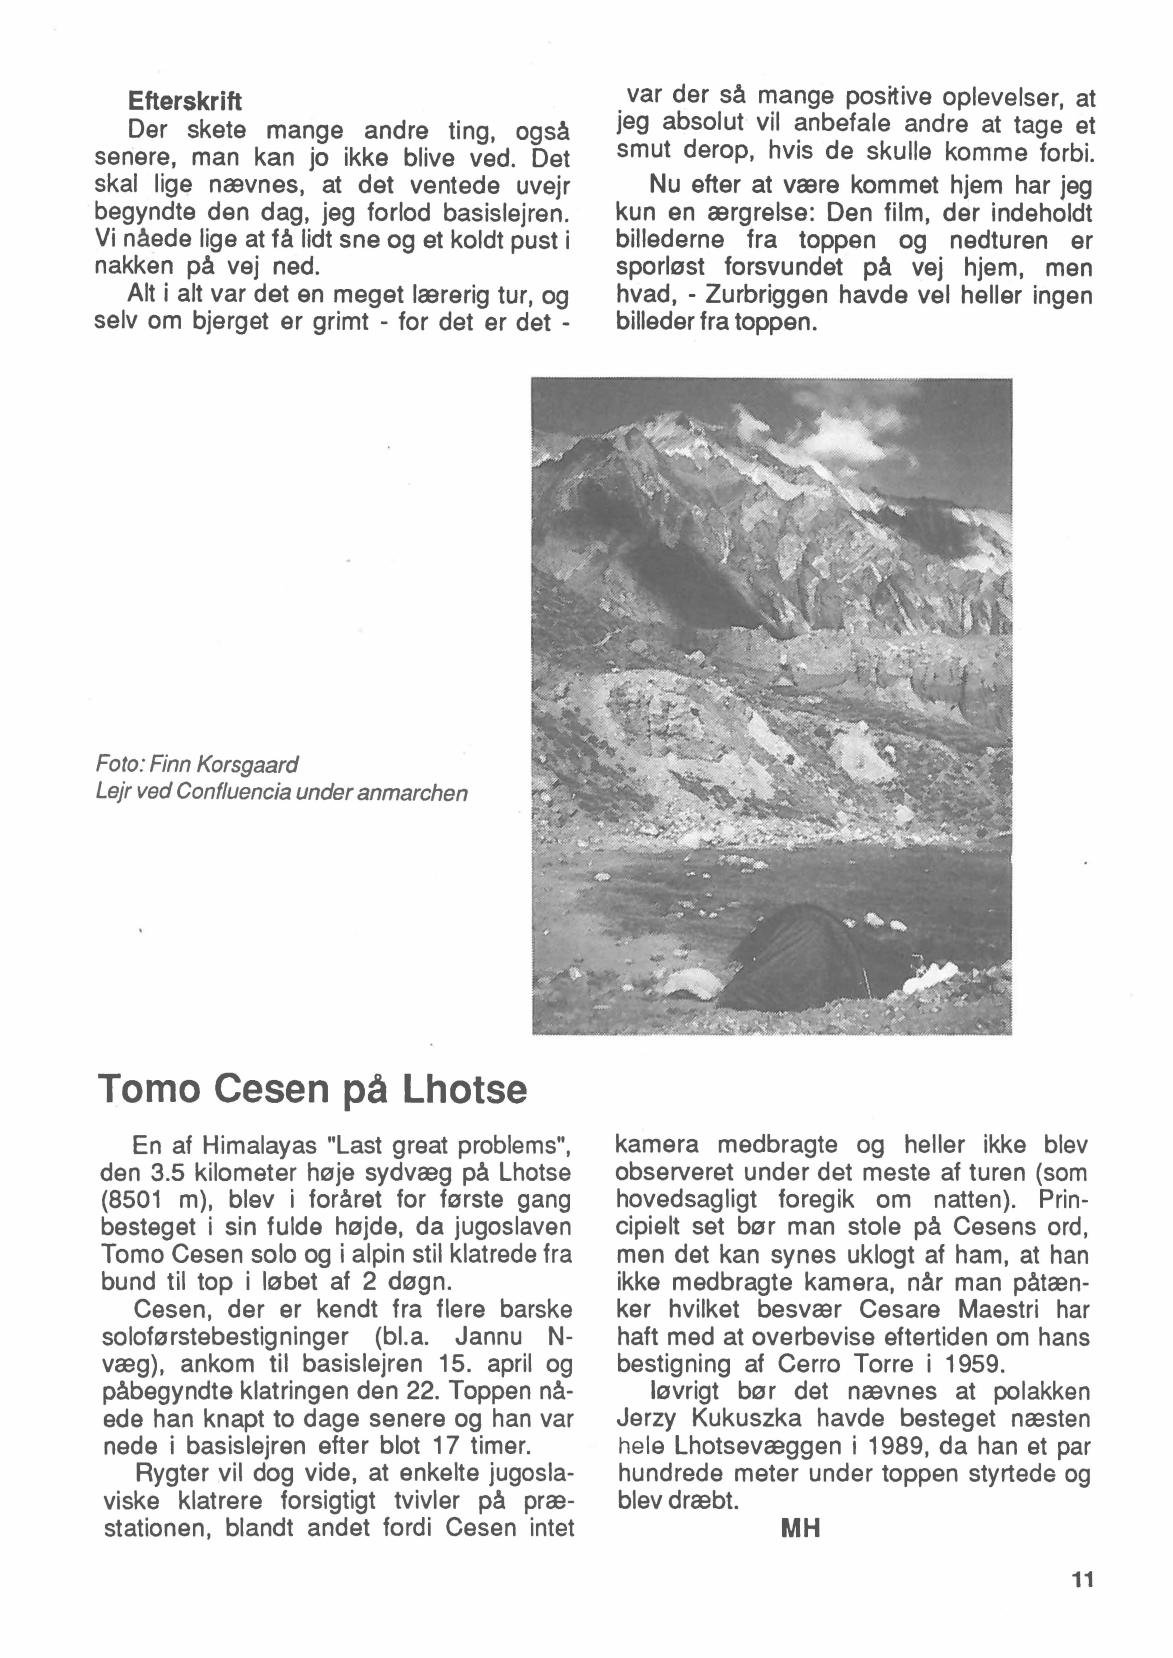 Efterskrift
Der skete mange andre ting, også
senere, man kan jo ikke blive ved. Det
skal lige nævnes, at det ventede uvejr
begyndte den dag, jeg forlod basislejren.
Vi nåede lige at få lidt sne og et koldt pust i
nakken på vej ned.
Alt i alt var det en meget lærerig tur, og
selv om bjerget er grimt - for det er det -
var der så mange positive oplevelser, at
jeg absolut vil anbefale andre at tage et
smut derop, hvis de skulle komme forbi.
Nu efter at være kommet hjem har jeg
kun en ærgrelse: Den film, der indeholdt
billederne fra toppen og nedturen er
sporløst forsvundet på vej hjem, men
hvad, - Zurbriggen havde vel heller ingen
billeder fra toppen.
Foto: Finn Korsgaard
Lejr ved Confluencia under anmarchen
Tomo Cesen på Lhotse
En af Himalayas "Last great problems",
den 3.5 kilometer høje sydvæg på Lhotse
(8501 m), blev i foråret for første gang
besteget i sin fulde højde, da jugoslaven
Tomo Cesen solo og i alpin stil klatrede fra
bund til top i løbet af 2 døgn.
Cesen, der er kendt fra flere barske
soloførstebestigninger (bl.a. Jannu N-
væg), ankom til basislejren 15. april og
påbegyndte klatringen den 22. Toppen nå-
ede han knapt to dage senere og han var
nede i basislejren efter blot 17 timer.
Rygter vil dog vide, at enkelte jugosla-
viske klatrere forsigtigt tvivler på præ-
stationen, blandt andet fordi Cesen intet
kamera medbragte og heller ikke blev
observeret under det meste af turen (som
hovedsagligt foregik om natten). Prin-
cipielt set bør man stole på Cesens ord,
men det kan synes uklogt af ham, at han
ikke medbragte kamera, når man påtæn-
ker hvilket besvær Cesare Maestri har
haft med at overbevise eftertiden om hans
bestigning af Cerro Torre i 1959.
Iøvrigt bør det nævnes at polakken
Jerzy Kukuszka havde besteget næsten
hele Lhotsevæggen i 1989, da han et par
hundrede meter under toppen styrtede og
blev dræbt.
MH
11